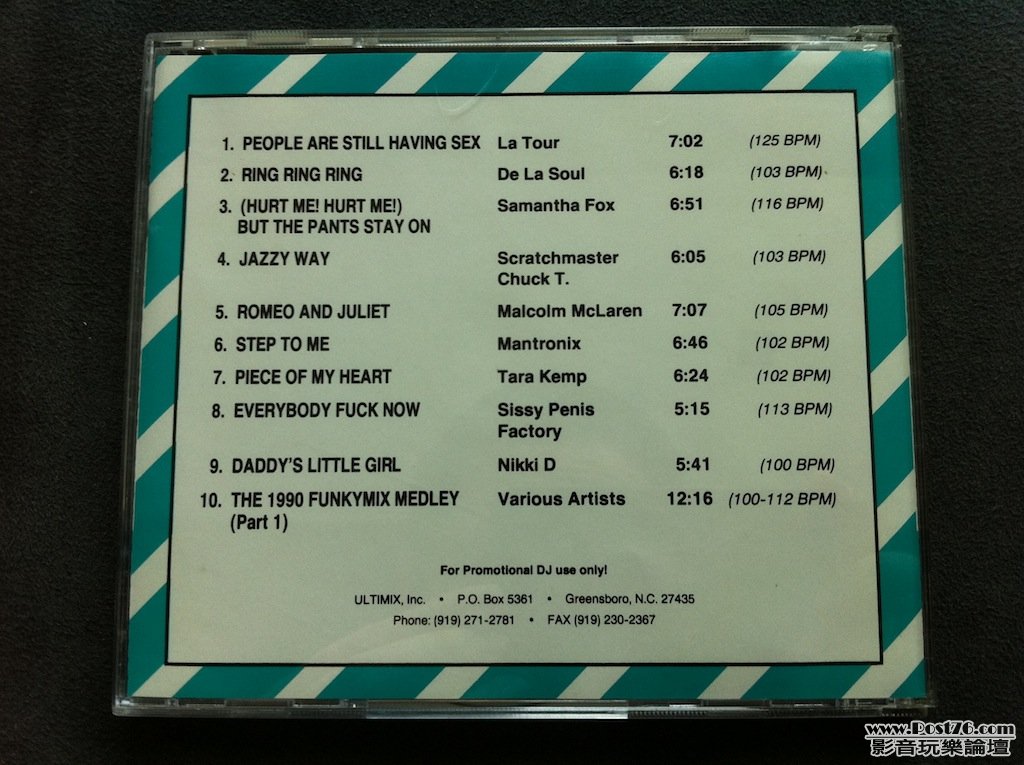 1. PEOPLE ARE STILL HAVING SEX La Tour 7:02 (125 BPM)
2. RING RING RING De La Soul 6:18 (103 BPM)
3. (HURT ME! HURT ME!) Samantha Fox 6:51 (116 BPM)
BUT THE PANTS STAY ON
4. JAZZY WAY Scratchmaster 6:05 (103 BPM)
Chuck T.
5. ROMEO AND JULIET Malcolm McLaren 7:07 (105 BPM)
6. STEP TO ME Mantronix 6:46 (102 BPM)
7. PIECE OF MY HEART Tara Kemp 6:24 (102 BPM)
8. EVERYBODY FUCK NOW Sissy Penis 5:15 (113 BPM)
Factory
9. DADDY'S LITTLE GIRL Nikki D 5:41 (100 BPM)
10. THE 1990 FUNKYMIX MEDLEY Various Artists 12:16 (100-112 BPM)
(Part 1)
For Promotional DJ use only!
ULTIMIX, Inc. • P.O. Box 5361 • Greensboro, N.C. 27435
Phone: (919) 271-2781 • FAX (919) 230-2367
www.Post76.com
影音玩樂論壇